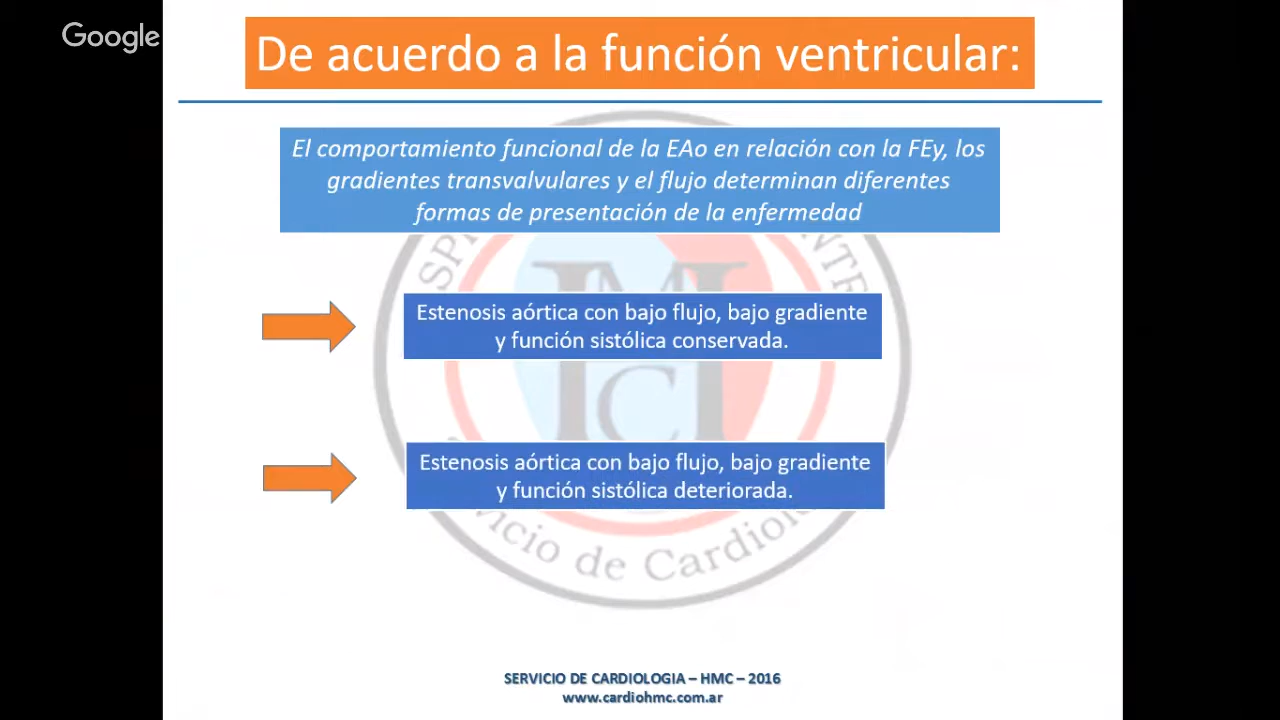 Google
De acuerdo a la función ventricular:
El comportamiento funcional de la EAo en relación con la FEy, los
gradientes transvalvulares y el flujo determinan diferentes
formas de presentación de la enfermedad
Estenosis aórtica con bajo flujo, bajo gradiente
y función sistólica conservada.
Estenosis aórtica con bajo flujo, bajo gradiente
y función sistólica deteriorada.
de Cardiolo
SERVICIO DE CARDIOLOGIA – HMC – 2016
www.cardiohmc.com.ar